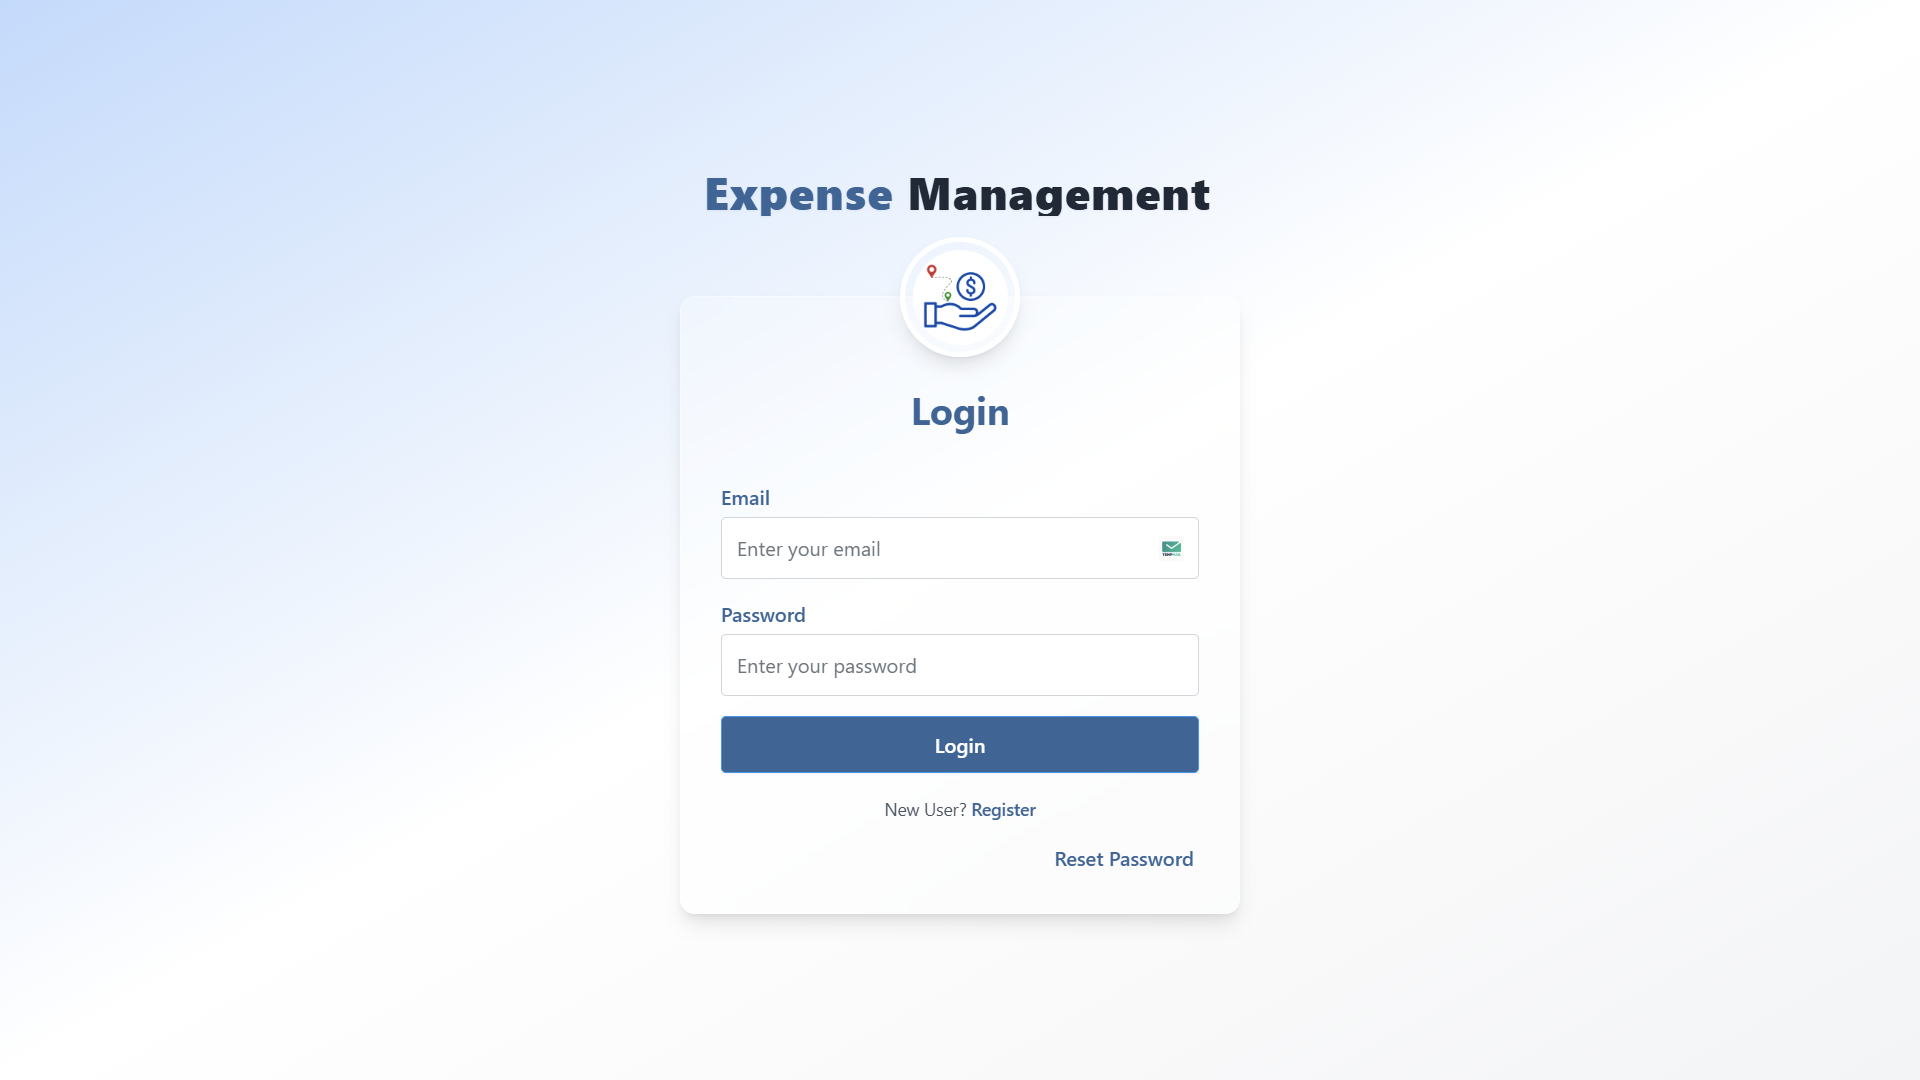 Expense Management
$
Login
Email
Enter your email
Password
Enter your password
Login
New User? Register
Reset Password